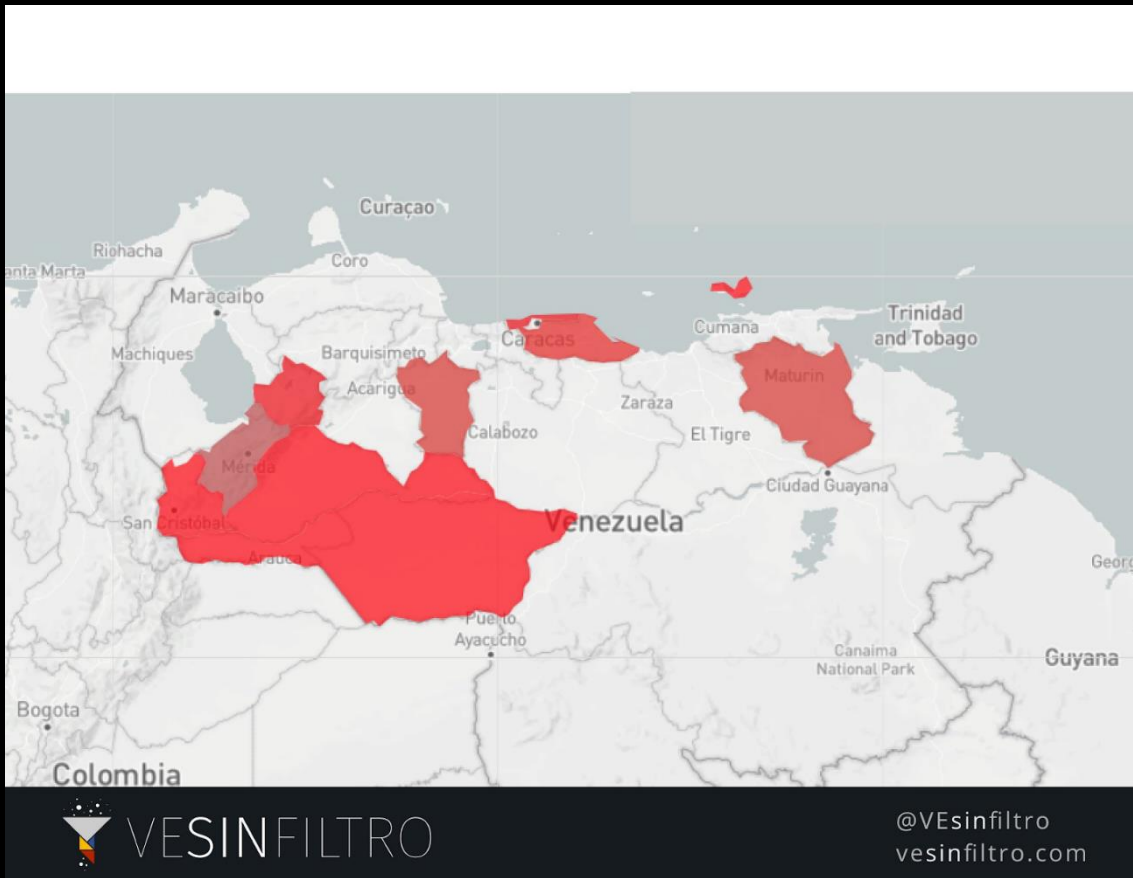 Curaçao
Riohacha
anta Marta
Coro
Maracaibo
Trinidad
and Tobago
Cumana
Caracas
Machiques
Barquisimeto
Acarigua
Maturin
Zaraza
Calabozo
El Tigre
Mérida
Ciudad Guayana
San Cristóbal
Venezuela
Arauca
Georg
Puerto
Ayacucho
Canaima
National Park
Guyana
Bogota
Colombia
VESINFILTRO
@VEsinfiltro
vesinfiltro.com